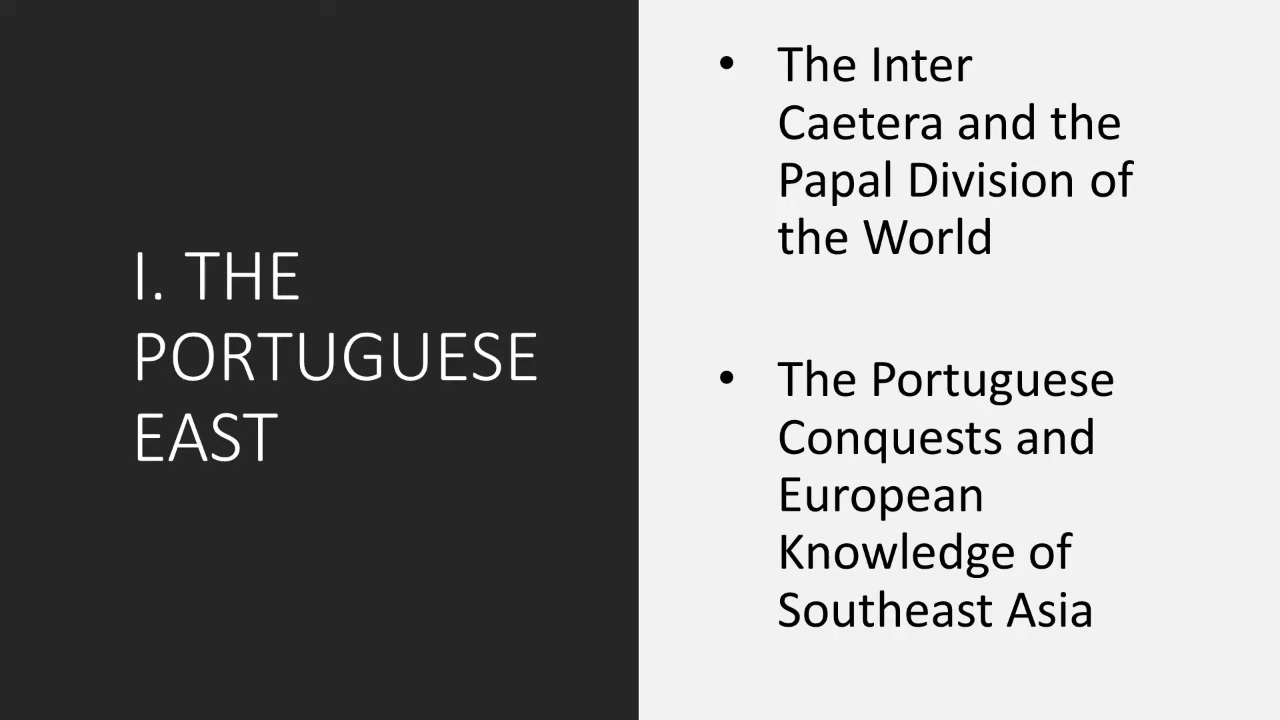 I. THE
PORTUGUESE
EAST
• The Inter
Caetera and the
Papal Division of
the World
• The Portuguese
Conquests and
European
Knowledge of
Southeast Asia